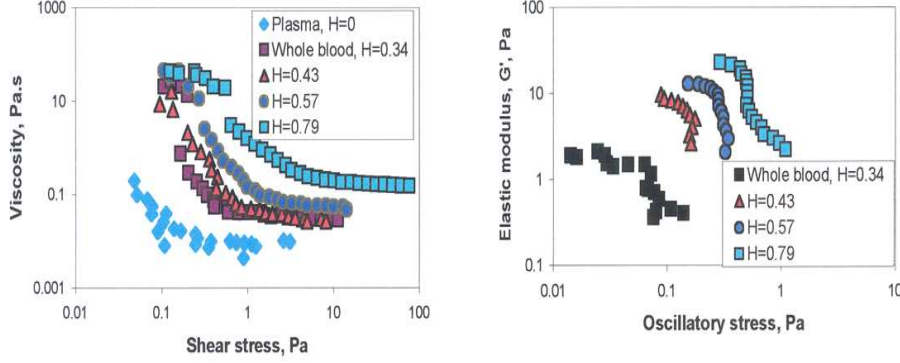 1000
10
0.1
0.001
Viscosity, Pa.s
Plasma, H=0
Whole blood, H=0.34
H=0.43
H=0.57
H=0.79
0.01 0.1 1 10 100
Shear stress, Pa
100
10
1
0.1
Elastic modulus, G', Pa
Whole blood, H=0.34
H=0.43
H=0.57
H=0.79
0.01 0.1 1 10
Oscillatory stress, Pa